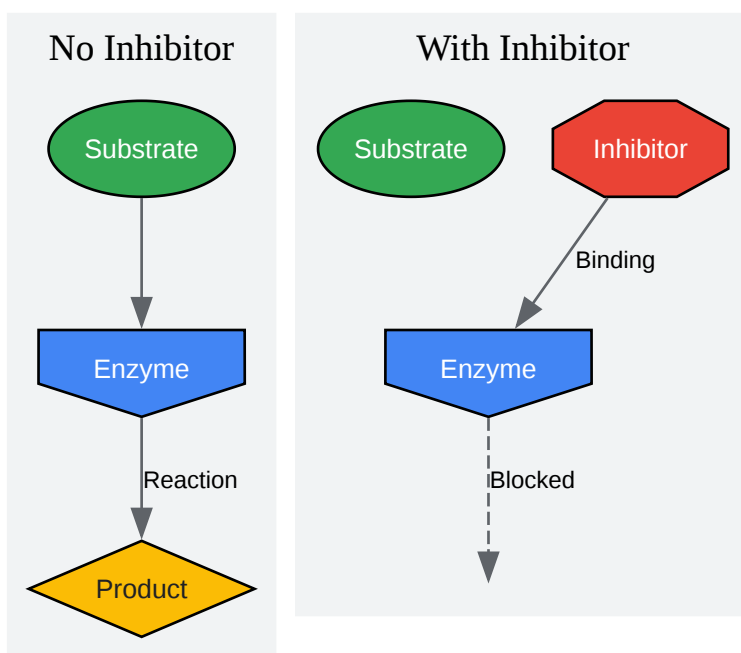 No Inhibitor
Substrate
Enzyme
Reaction
Product
With Inhibitor
Substrate
Inhibitor
Binding
Enzyme
Blocked